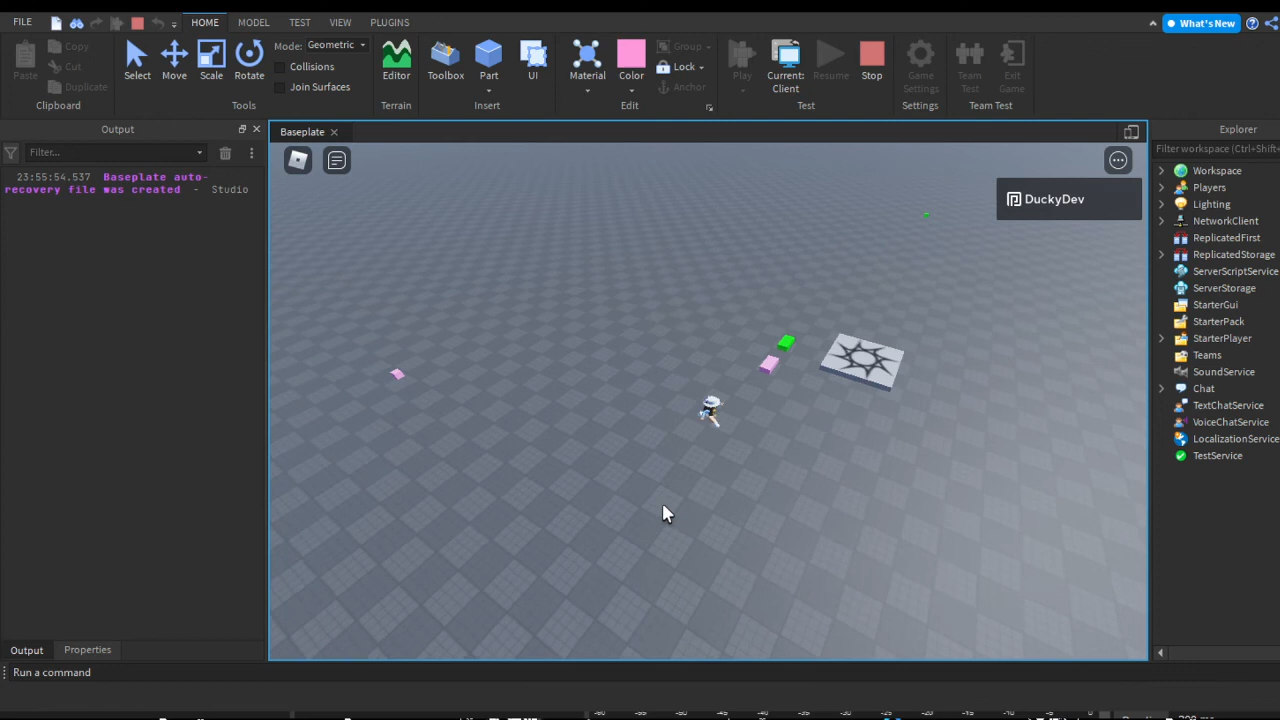 FILE HOME MODEL TEST VIEW PLUGINS What's New
Paste Copy Cut Duplicate Clipboard
Select Move Scale Rotate Mode: Geometric Collisions Join Surfaces Tools
Editor Terrain
Toolbox Part UI Insert
Material Color Group Lock Anchor Edit
Play Current: Client Resume Stop Test
Game Settings Settings
Team Test Exit Game Team Test
Output
Filter...
23:55:54.537 Baseplate auto-
recovery file was created - Studio
Output Properties
Run a command
Baseplate
DuckyDev
Explorer
Filter workspace (Ctrl+Shift+
Workspace
Players
Lighting
NetworkClient
ReplicatedFirst
ReplicatedStorage
ServerScriptService
ServerStorage
StarterGui
StarterPack
StarterPlayer
Teams
SoundService
Chat
TextChatService
VoiceChatService
LocalizationService
TestService